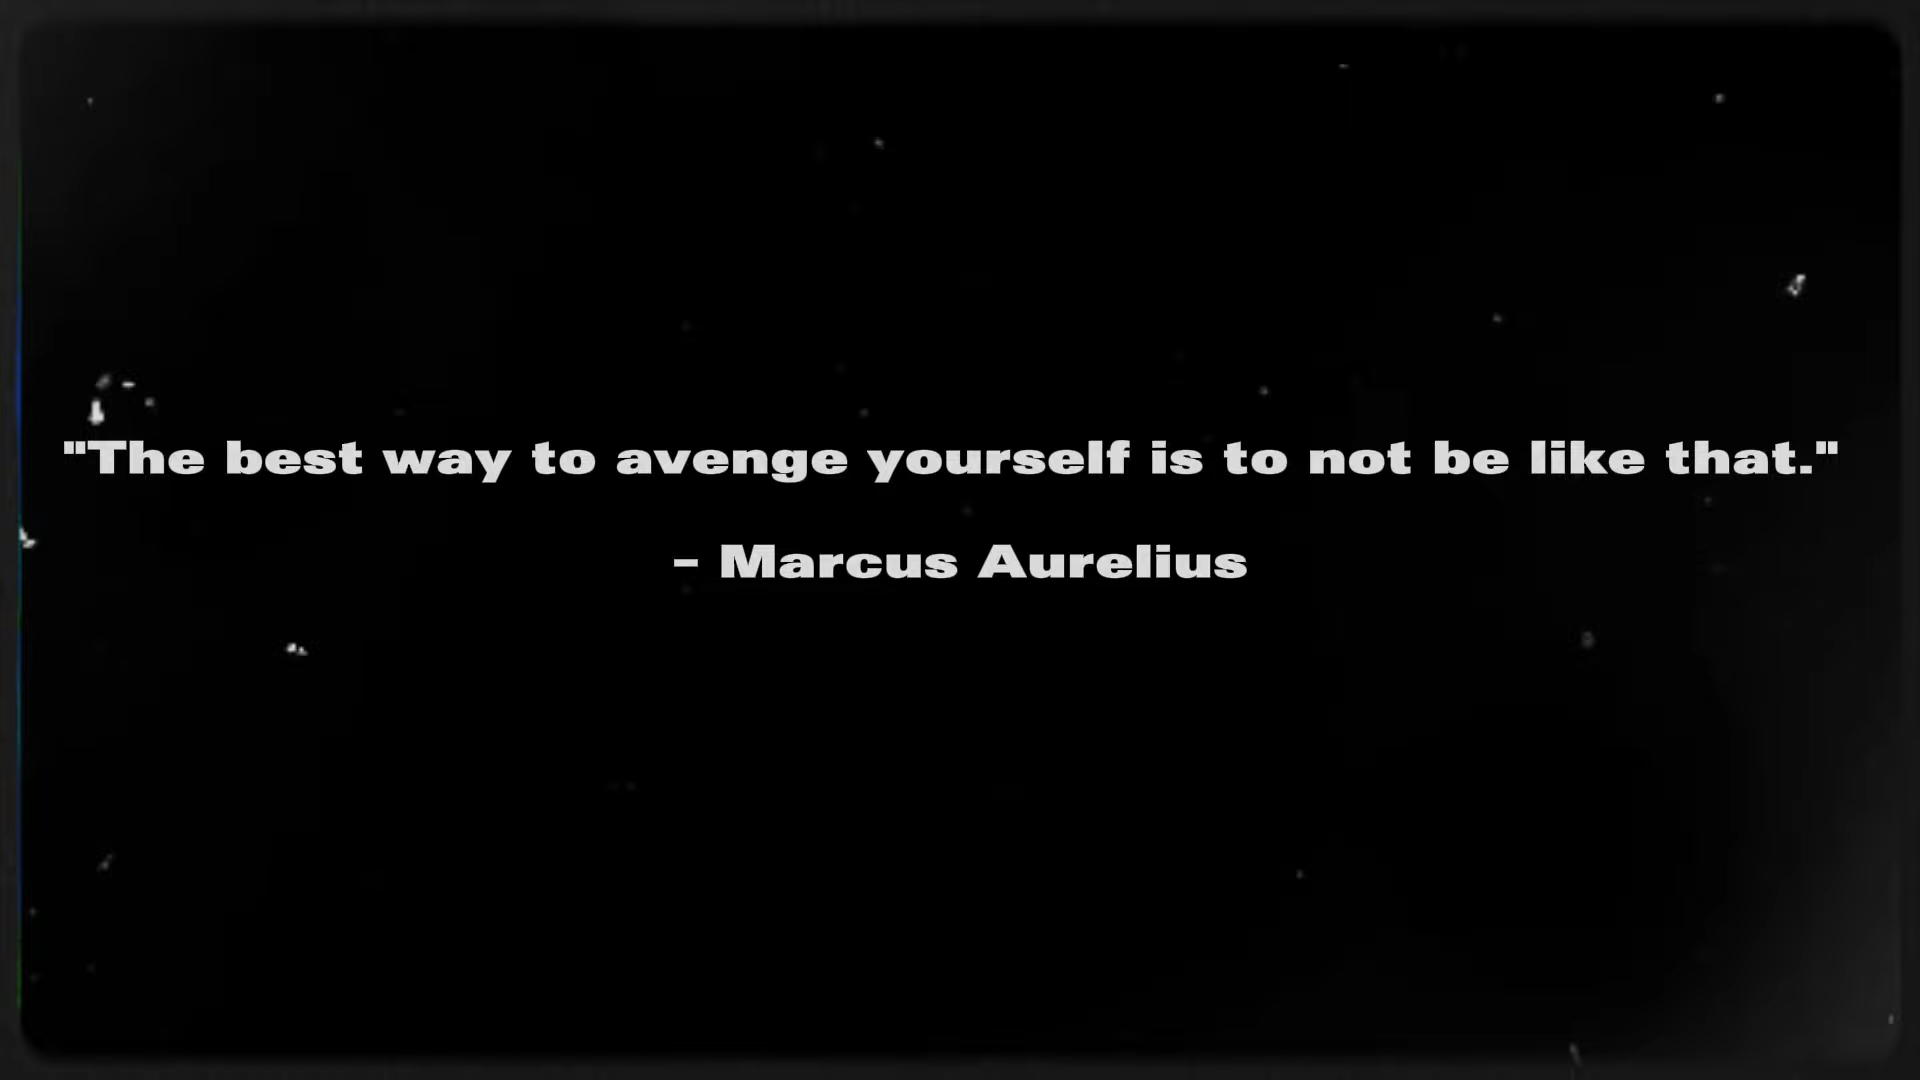 "The best way to avenge yourself is to not be like that."
– Marcus Aurelius